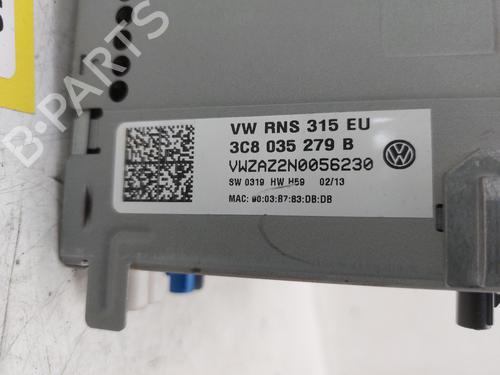 VW RNS 315 EU
3C8 035 279 B
VWZAZ2N0056230
SW 0319 HW H59 02/13
MAC: 00:03:B7:83:DB:DB
B-PARTS